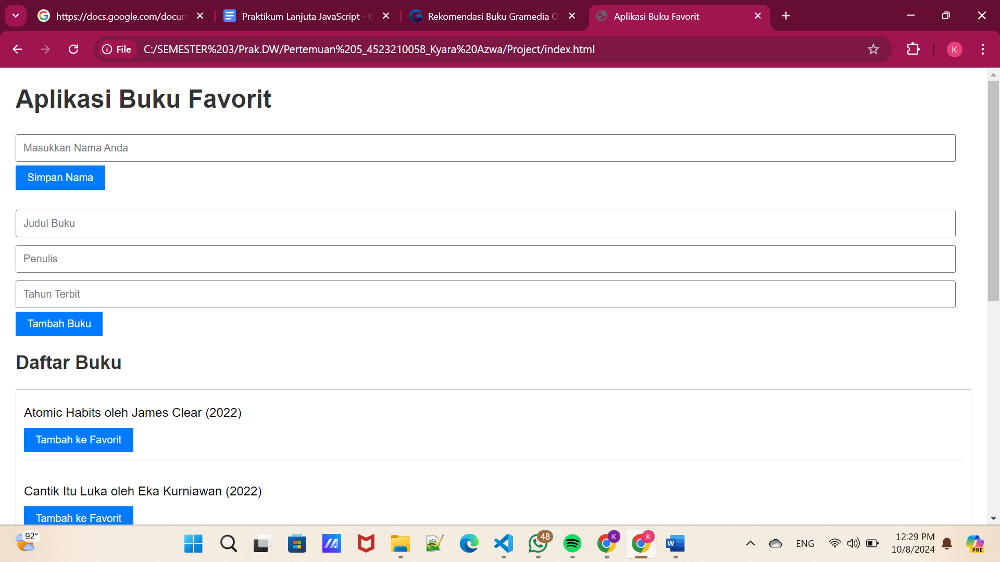 https://docs.google.com/docum
Praktikum Lanjuta JavaScript - G
Rekomendasi Buku Gramedia O
Aplikasi Buku Favorit
File
C:/SEMESTER%203/Prak.DW/Pertemuan%205_4523210058_Kyara%20Azwa/Project/index.html
K
Aplikasi Buku Favorit
Masukkan Nama Anda
Simpan Nama
Judul Buku
Penulis
Tahun Terbit
Tambah Buku
Daftar Buku
Atomic Habits oleh James Clear (2022)
Tambah ke Favorit
Cantik Itu Luka oleh Eka Kurniawan (2022)
Tambah ke Favorit
92°
48
K
K
W
ENG
12:29 PM
10/8/2024
PRE